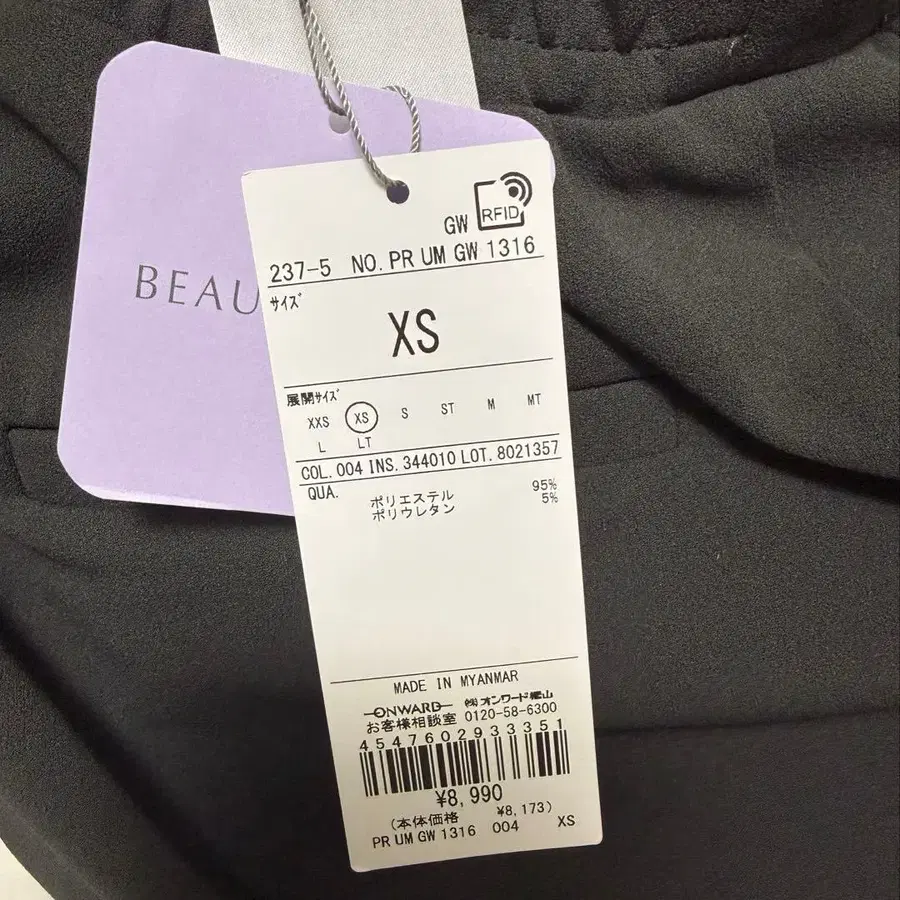 BEAU
GW RFID
237-5 NO. PR UM GW 1316
サイズ
XS
展開サイズ
XXS XS S ST M MT
L LT
COL. 004 INS. 344010 LOT. 8021357
QUA.
ポリエステル 95%
ポリウレタン 5%
MADE IN MYANMAR
ONWARD ㈱オンワード樫山
お客様相談室 0120-58-6300
4547602933351
¥8,990
(本体価格 ¥8,173)
PR UM GW 1316 004 XS